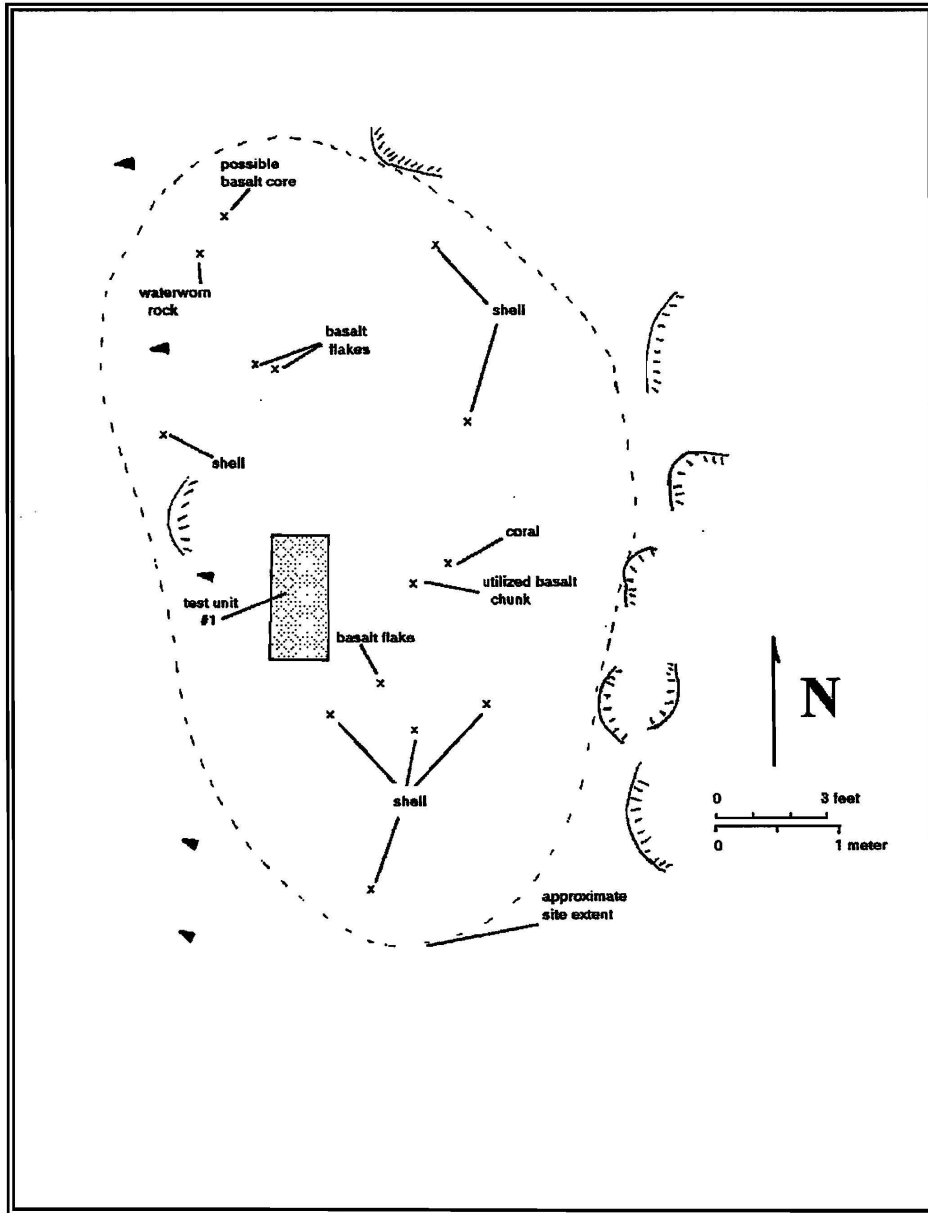 possible
basalt core
waterworn
rock
basalt
flakes
shell
shell
coral
utilized basalt
chunk
test unit
#1
basalt flake
N
shell
0 3 feet
0 1 meter
approximate
site extent